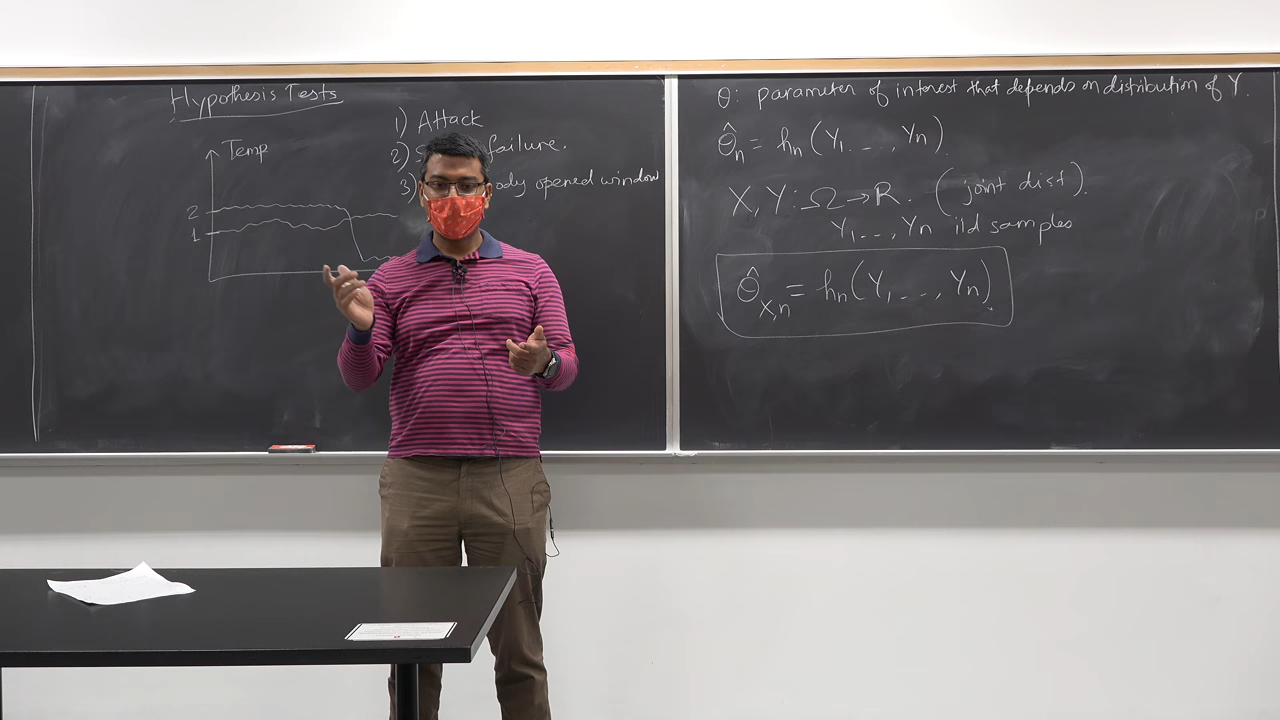 Hypothesis Tests
Temp
2
1
1) Attack
2) failure.
3) opened window
θ: parameter of interest that depends on distribution of Y.
θ̂n = hn (Y1, ..., Yn)
X, Y : Ω → R. (joint dist).
Y1, ..., Yn iid samples
θ̂X,n = hn (Y1, ..., Yn)